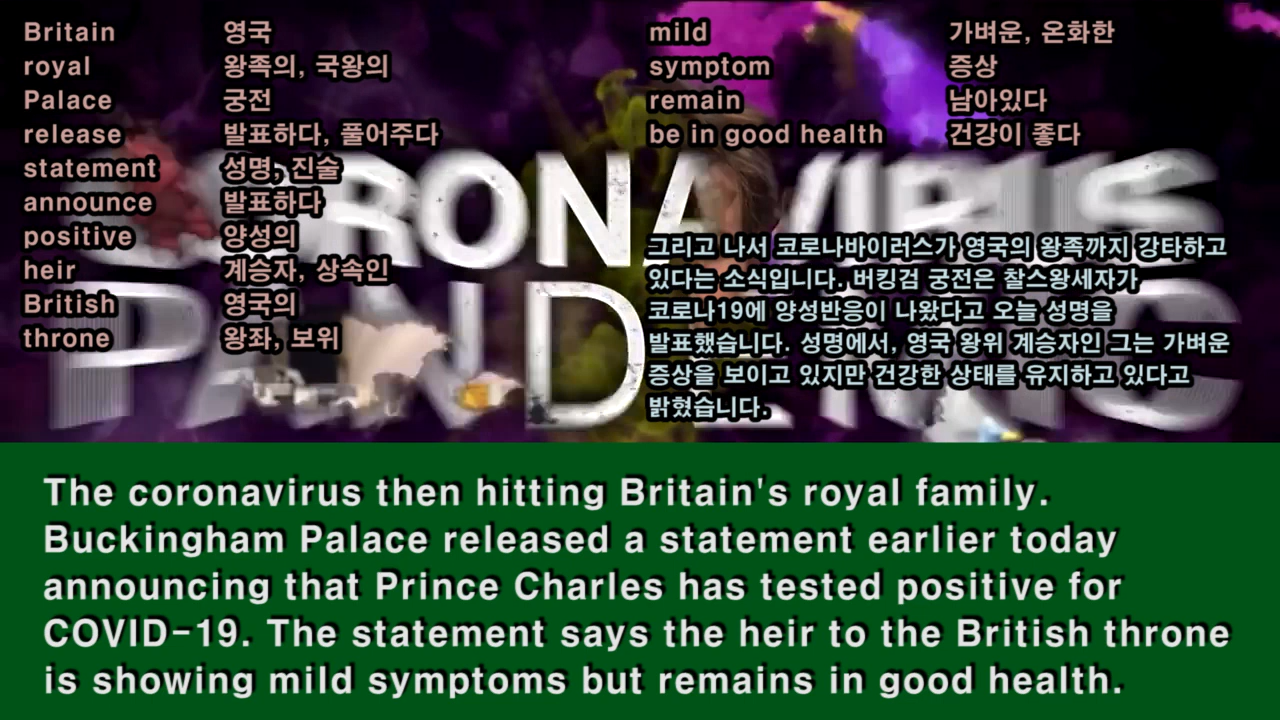 Britain 영국
royal 왕족의, 국왕의
Palace 궁전
release 발표하다, 풀어주다
statement 성명, 진술
announce 발표하다
positive 양성의
heir 계승자, 상속인
British 영국의
throne 왕좌, 보위
mild 가벼운, 온화한
symptom 증상
remain 남아있다
be in good health 건강이 좋다
CORONAVIRUS
PANDEMIC
그리고 나서 코로나바이러스가 영국의 왕족까지 강타하고
있다는 소식입니다. 버킹검 궁전은 찰스왕세자가
코로나19에 양성반응이 나왔다고 오늘 성명을
발표했습니다. 성명에서, 영국 왕위 계승자인 그는 가벼운
증상을 보이고 있지만 건강한 상태를 유지하고 있다고
밝혔습니다.
The coronavirus then hitting Britain's royal family.
Buckingham Palace released a statement earlier today
announcing that Prince Charles has tested positive for
COVID-19. The statement says the heir to the British throne
is showing mild symptoms but remains in good health.